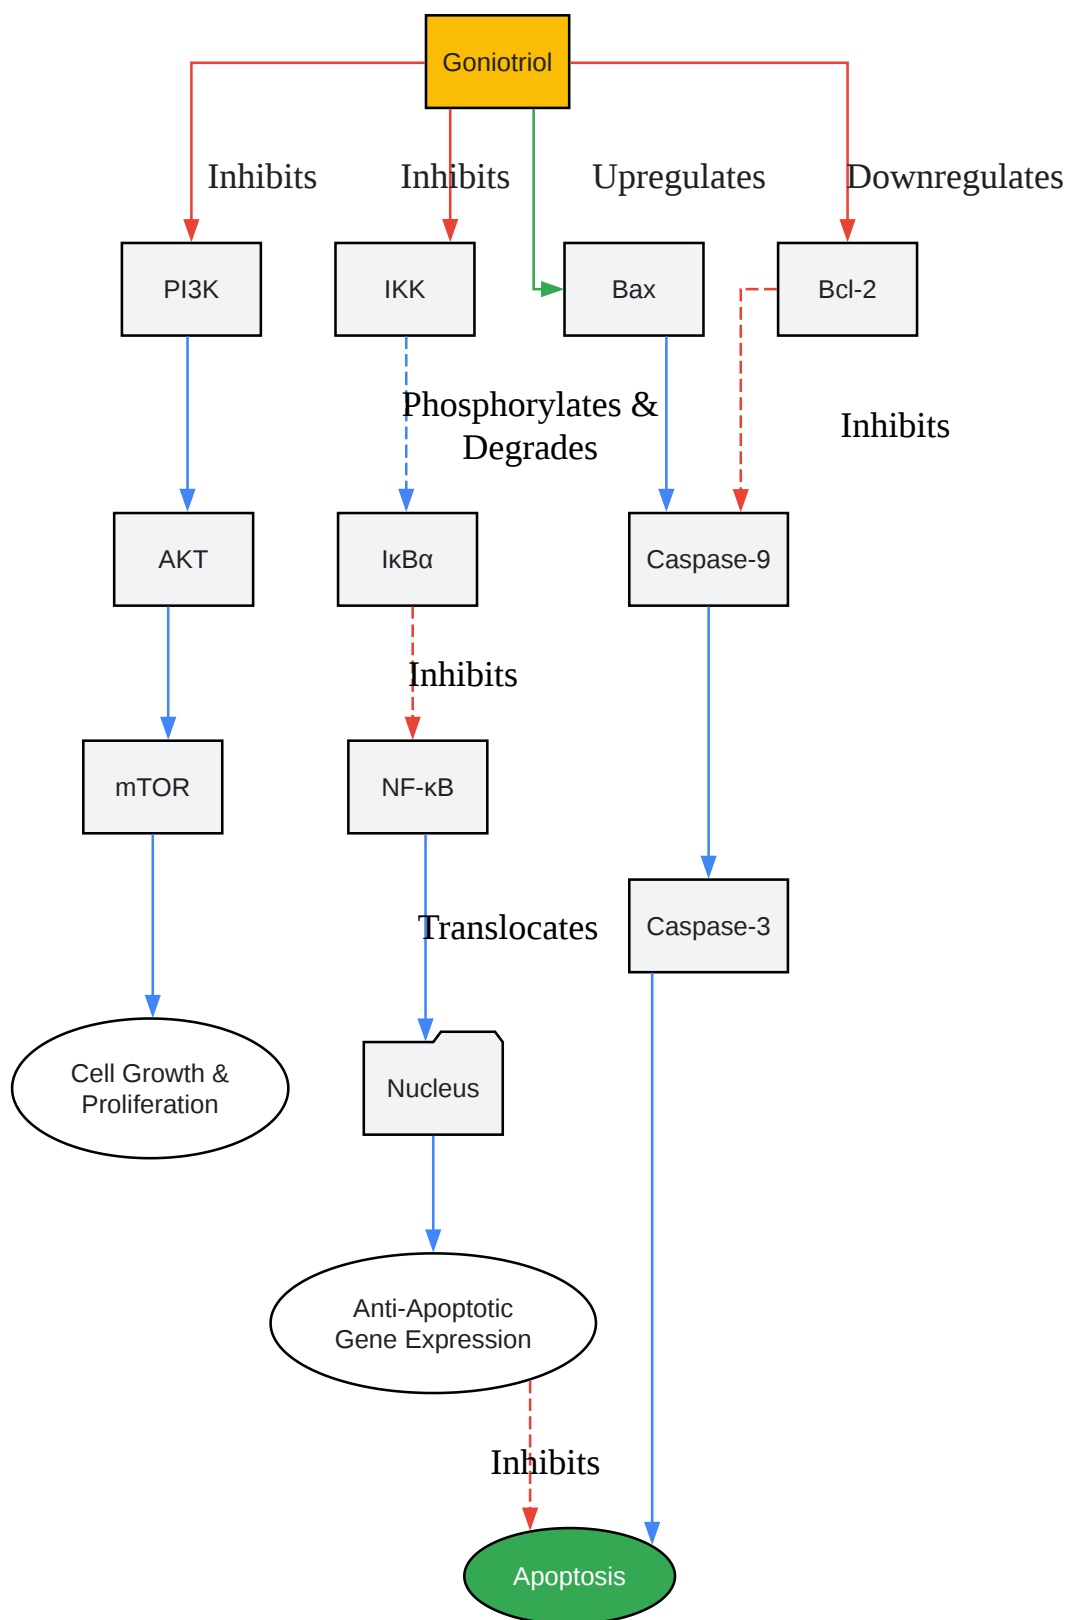 Goniotriol
Inhibits
Inhibits
Upregulates
Downregulates
PI3K
IKK
Bax
Bcl-2
Phosphorylates &
Degrades
Inhibits
AKT
IκBα
Caspase-9
Inhibits
mTOR
NF-κB
Translocates
Caspase-3
Cell Growth &
Proliferation
Nucleus
Anti-Apoptotic
Gene Expression
Inhibits
Apoptosis